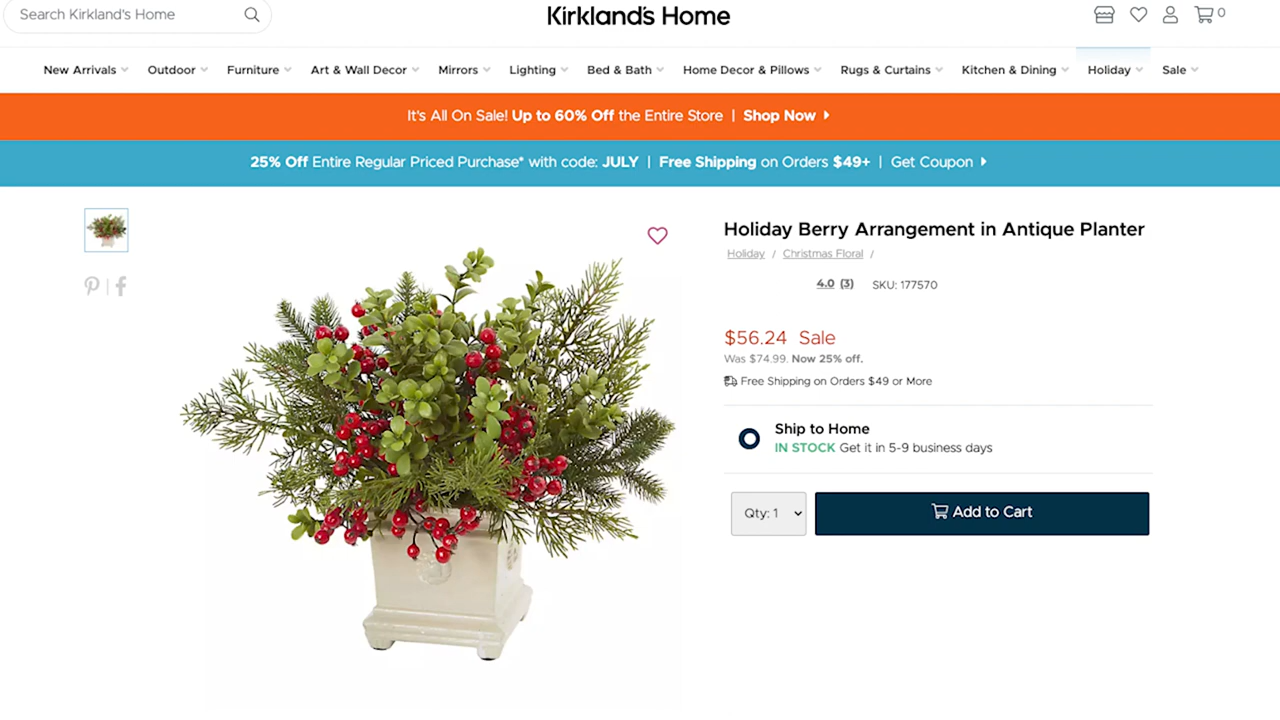 Search Kirkland's Home
Kirkland's Home
0
New Arrivals Outdoor Furniture Art & Wall Decor Mirrors Lighting Bed & Bath Home Decor & Pillows Rugs & Curtains Kitchen & Dining Holiday Sale
It's All On Sale! Up to 60% Off the Entire Store | Shop Now
25% Off Entire Regular Priced Purchase* with code: JULY | Free Shipping on Orders $49+ | Get Coupon
Holiday Berry Arrangement in Antique Planter
Holiday / Christmas Floral /
4.0 (3) SKU: 177570
$56.24 Sale
Was $74.99. Now 25% off.
Free Shipping on Orders $49 or More
Ship to Home
IN STOCK Get it in 5-9 business days
Qty: 1 Add to Cart